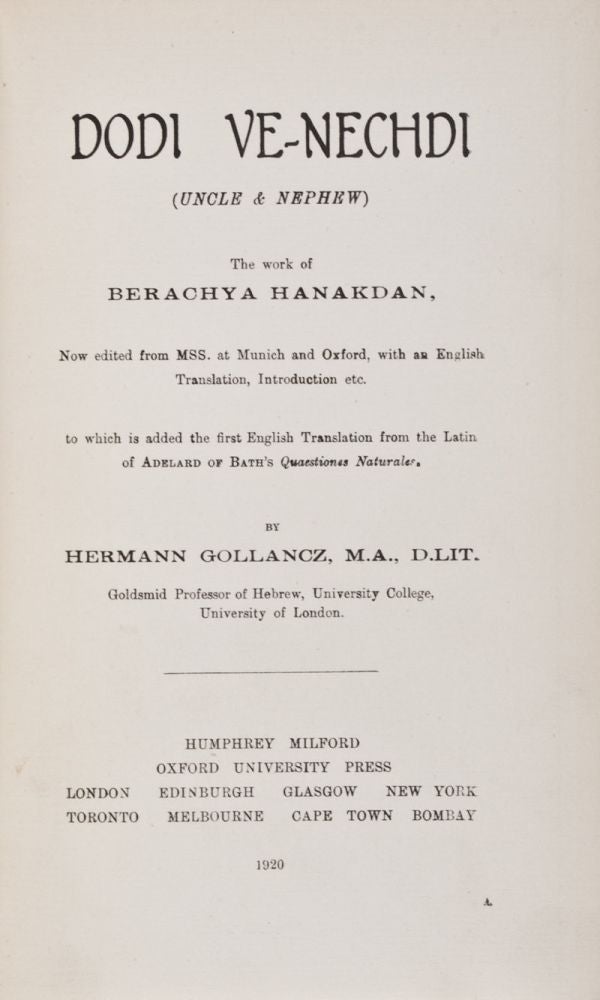 DODI VE-NECHDI
(UNCLE & NEPHEW)
The work of
BERACHYA HANAKDAN,
Now edited from MSS. at Munich and Oxford, with an English
Translation, Introduction etc.
to which is added the first English Translation from the Latin
of ADELARD OF BATH'S Quaestiones Naturales.
BY
HERMANN GOLLANCZ, M.A., D.LIT.
Goldsmid Professor of Hebrew, University College,
University of London.
HUMPHREY MILFORD
OXFORD UNIVERSITY PRESS
LONDON EDINBURGH GLASGOW NEW YORK
TORONTO MELBOURNE CAPE TOWN BOMBAY
1920
A.